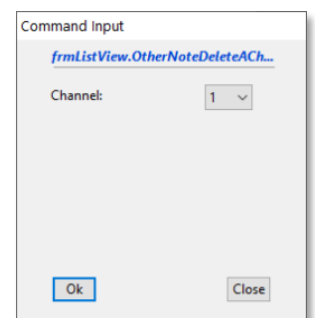 Command Input
frmListView.OtherNoteDeleteACh...
Channel: 1
Ok Close